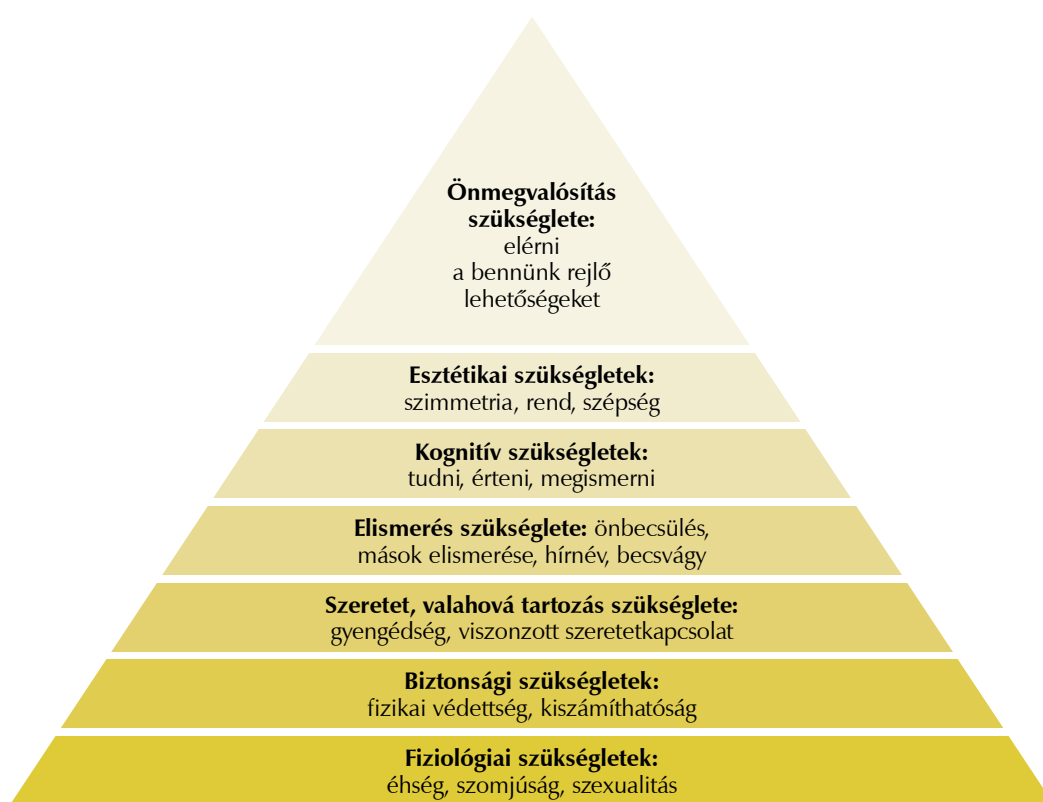 Önmegvalósítás
szükséglete:
elérni
a bennünk rejlő
lehetőségeket
Esztétikai szükségletek:
szimmetria, rend, szépség
Kognitív szükségletek:
tudni, érteni, megismerni
Elismerés szükséglete: önbecsülés,
mások elismerése, hírnév, becsvágy
Szeretet, valahová tartozás szükséglete:
gyengédség, viszonzott szeretetkapcsolat
Biztonsági szükségletek:
fizikai védettség, kiszámíthatóság
Fiziológiai szükségletek:
éhség, szomjúság, szexualitás